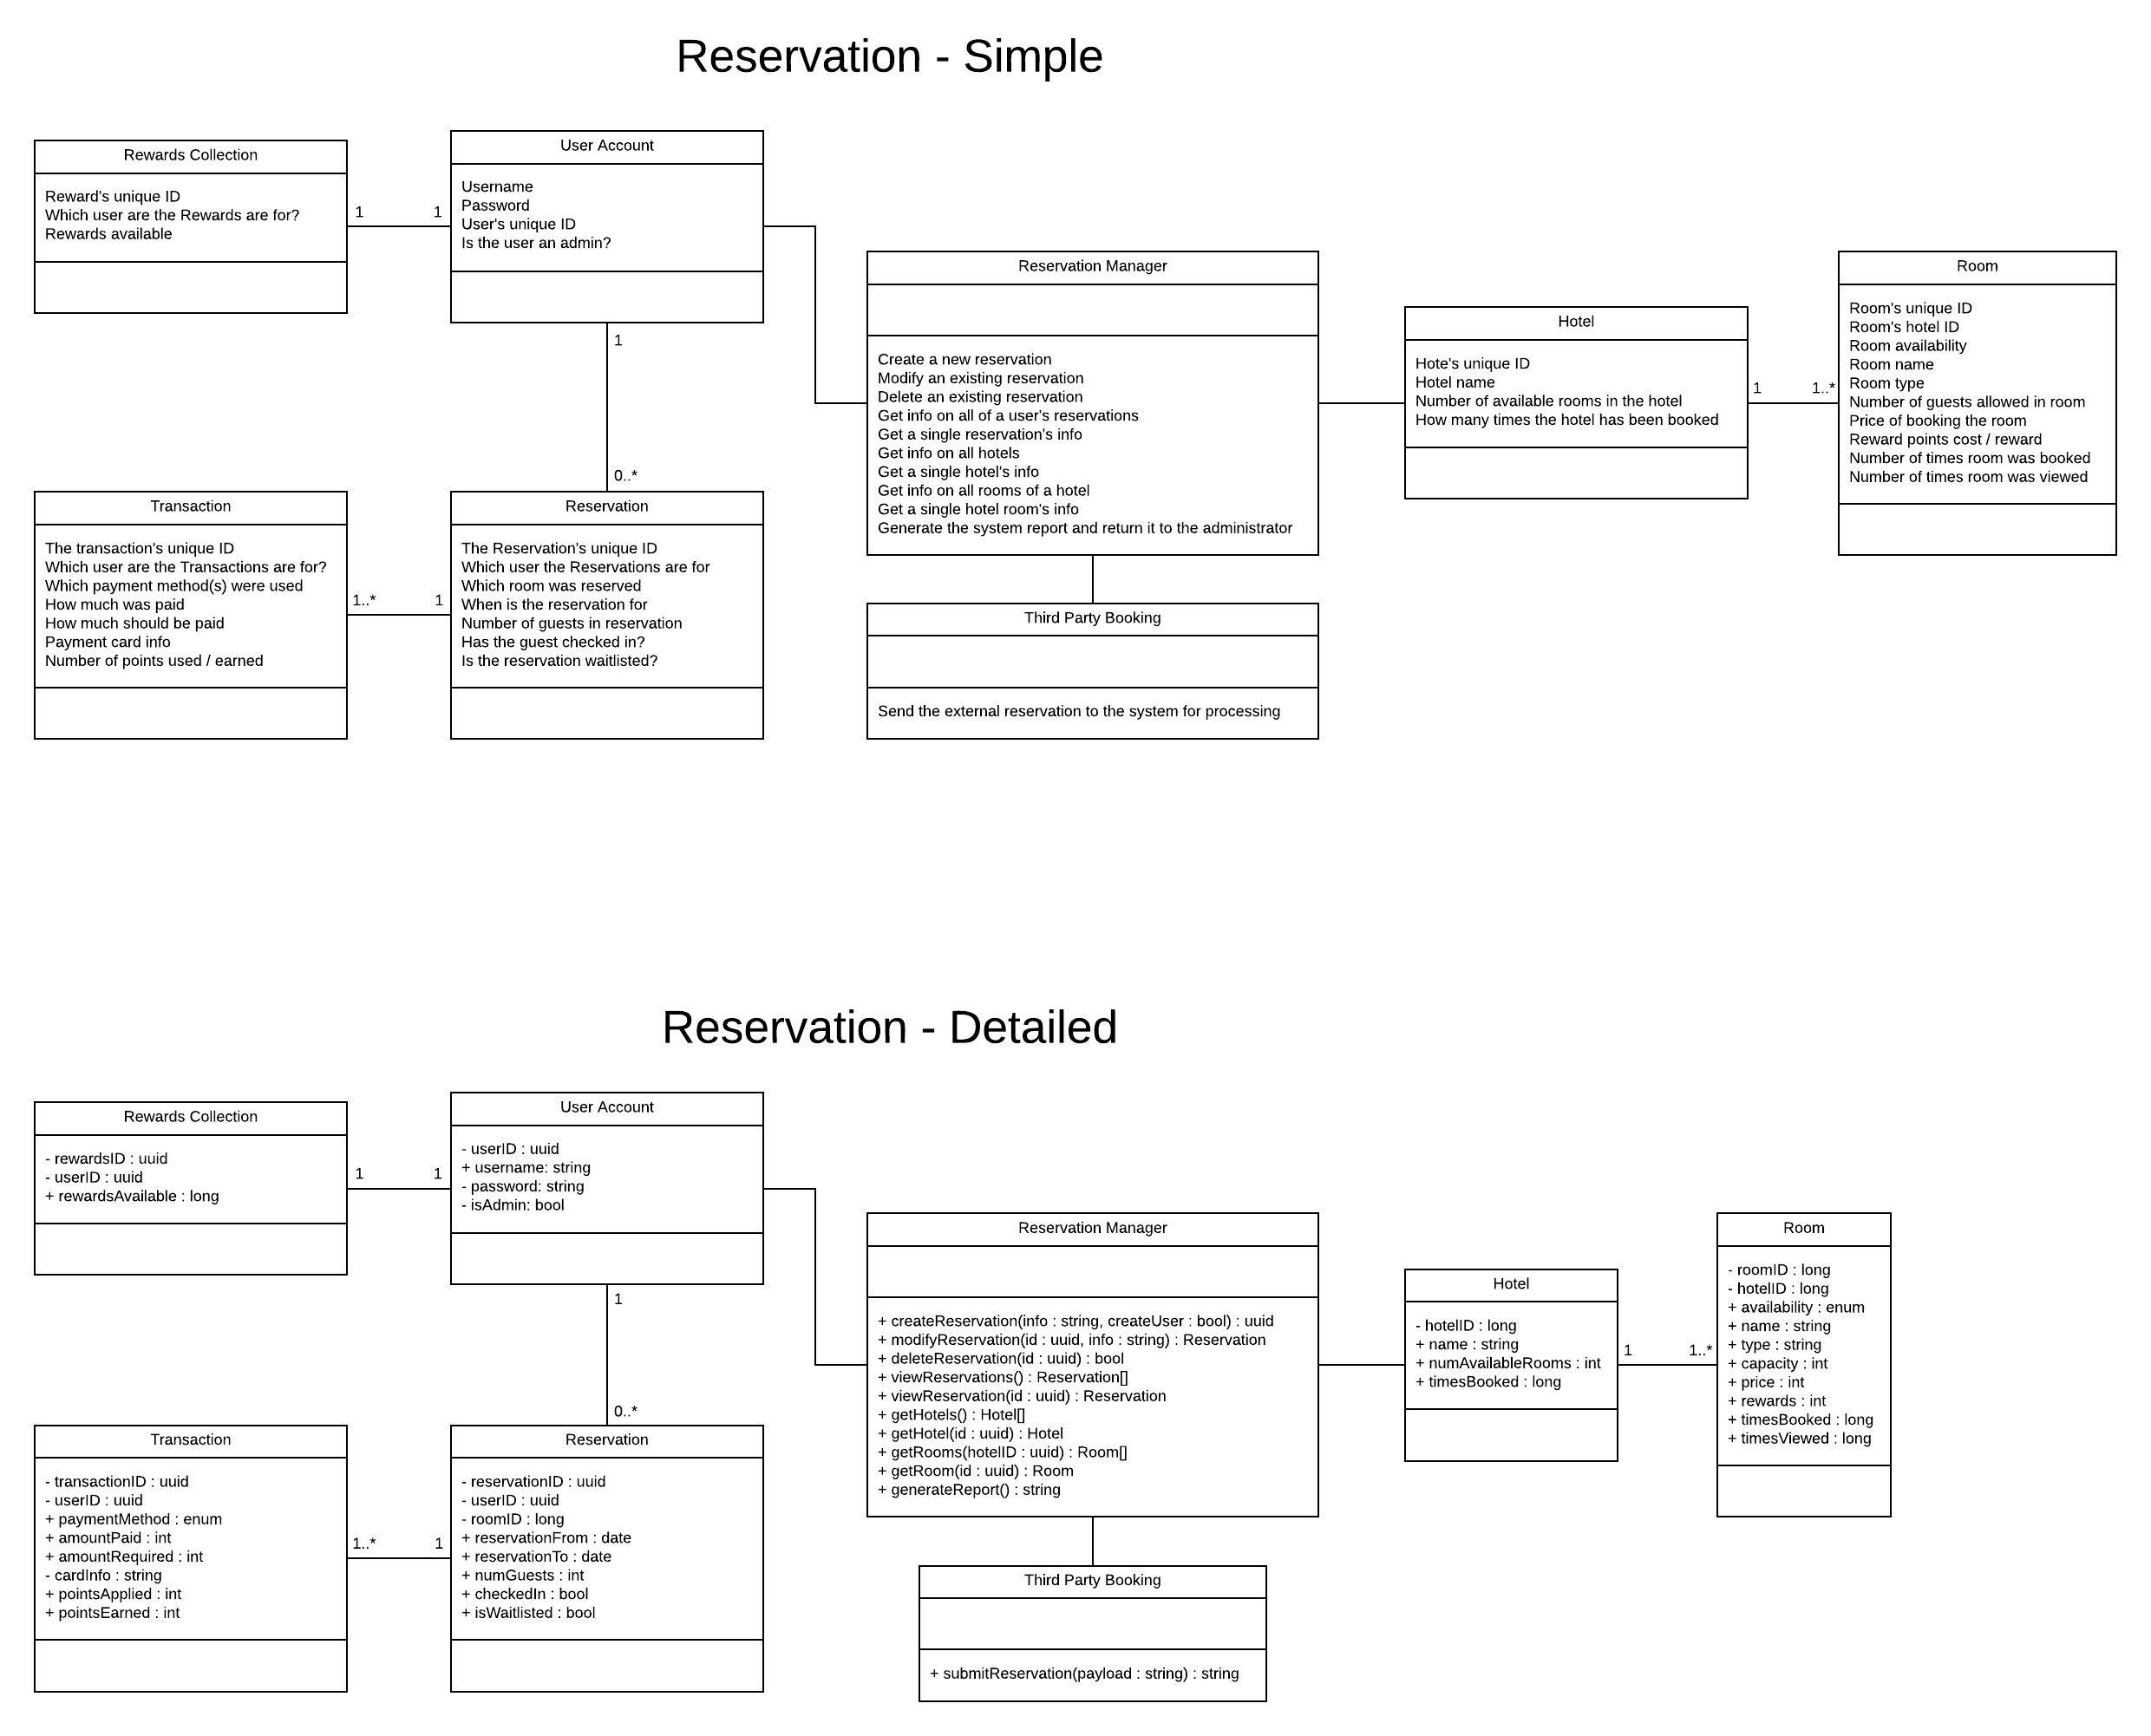 Reservation - Simple
Rewards Collection
Reward's unique ID
Which user are the Rewards are for?
Rewards available
1
1
User Account
Username
Password
User's unique ID
Is the user an admin?
1
0..*
Transaction
The transaction's unique ID
Which user are the Transactions are for?
Which payment method(s) were used
How much was paid
How much should be paid
Payment card info
Number of points used / earned
1..*
1
Reservation
The Reservation's unique ID
Which user the Reservations are for
Which room was reserved
When is the reservation for
Number of guests in reservation
Has the guest checked in?
Is the reservation waitlisted?
Reservation Manager
Create a new reservation
Modify an existing reservation
Delete an existing reservation
Get info on all of a user's reservations
Get a single reservation's info
Get info on all hotels
Get a single hotel's info
Get info on all rooms of a hotel
Get a single hotel room's info
Generate the system report and return it to the administrator
Third Party Booking
Send the external reservation to the system for processing
Hotel
Hote's unique ID
Hotel name
Number of available rooms in the hotel
How many times the hotel has been booked
1
1..*
Room
Room's unique ID
Room's hotel ID
Room availability
Room name
Room type
Number of guests allowed in room
Price of booking the room
Reward points cost / reward
Number of times room was booked
Number of times room was viewed
Reservation - Detailed
Rewards Collection
- rewardsID : uuid
- userID : uuid
+ rewardsAvailable : long
1
1
User Account
- userID : uuid
+ username: string
- password: string
- isAdmin: bool
1
0..*
Transaction
- transactionID : uuid
- userID : uuid
+ paymentMethod : enum
+ amountPaid : int
+ amountRequired : int
- cardInfo : string
+ pointsApplied : int
+ pointsEarned : int
1..*
1
Reservation
- reservationID : uuid
- userID : uuid
- roomID : long
+ reservationFrom : date
+ reservationTo : date
+ numGuests : int
+ checkedIn : bool
+ isWaitlisted : bool
Reservation Manager
+ createReservation(info : string, createUser : bool) : uuid
+ modifyReservation(id : uuid, info : string) : Reservation
+ deleteReservation(id : uuid) : bool
+ viewReservations() : Reservation[]
+ viewReservation(id : uuid) : Reservation
+ getHotels() : Hotel[]
+ getHotel(id : uuid) : Hotel
+ getRooms(hotelID : uuid) : Room[]
+ getRoom(id : uuid) : Room
+ generateReport() : string
Third Party Booking
+ submitReservation(payload : string) : string
Hotel
- hotelID : long
+ name : string
+ numAvailableRooms : int
+ timesBooked : long
1
1..*
Room
- roomID : long
- hotelID : long
+ availability : enum
+ name : string
+ type : string
+ capacity : int
+ price : int
+ rewards : int
+ timesBooked : long
+ timesViewed : long